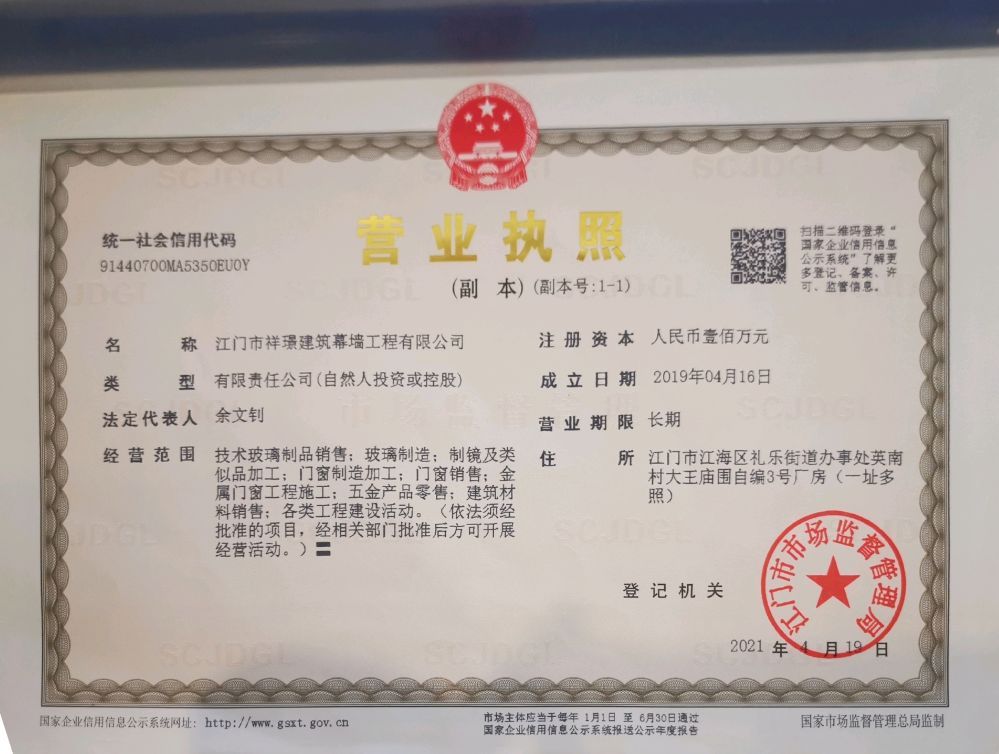 统一社会信用代码
91440700MA5350EU0Y
营业执照
(副 本)(副本号:1-1)
扫描二维码登录“
国家企业信用信息
公示系统”了解更
多登记、备案、许
可、监管信息。
名 称 江门市祥璟建筑幕墙工程有限公司
类 型 有限责任公司(自然人投资或控股)
法定代表人 余文钊
经营范围 技术玻璃制品销售；玻璃制造；制镜及类
似品加工；门窗制造加工；门窗销售；金
属门窗工程施工；五金产品零售；建筑材
料销售；各类工程建设活动。（依法须经
批准的项目，经相关部门批准后方可开展
经营活动。）〓
注册资本 人民币壹佰万元
成立日期 2019年04月16日
营业期限 长期
住 所 江门市江海区礼乐街道办事处英南
村大王庙围自编3号厂房（一址多
照）
登记机关
江门市市场监督管理局
2021 年 4 月 19 日
国家企业信用信息公示系统网址：http://www.gsxt.gov.cn
市场主体应当于每年 1月1日 至 6月30日通过
国家企业信用信息公示系统报送公示年度报告
国家市场监督管理总局监制